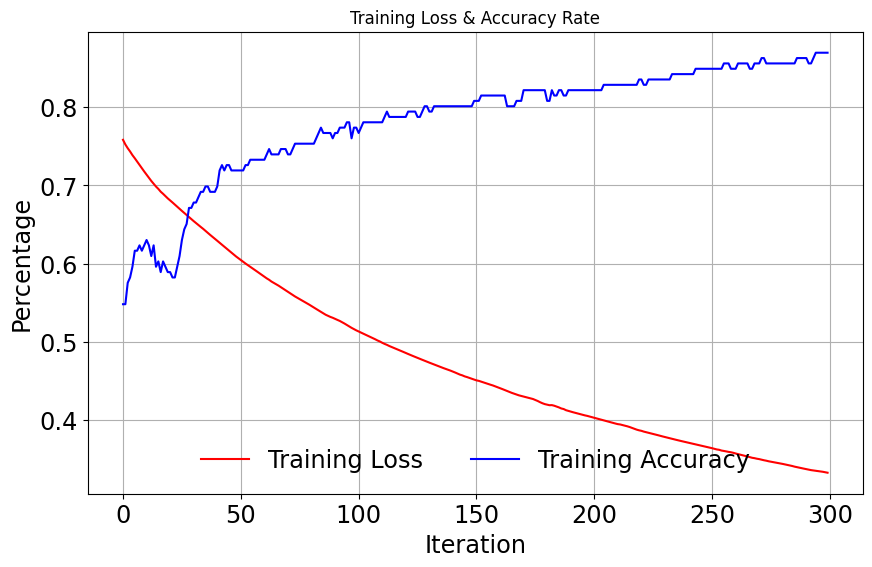 Training Loss & Accuracy Rate
Percentage
0.8
0.7
0.6
0.5
0.4
Training Loss
Training Accuracy
0 50 100 150 200 250 300
Iteration